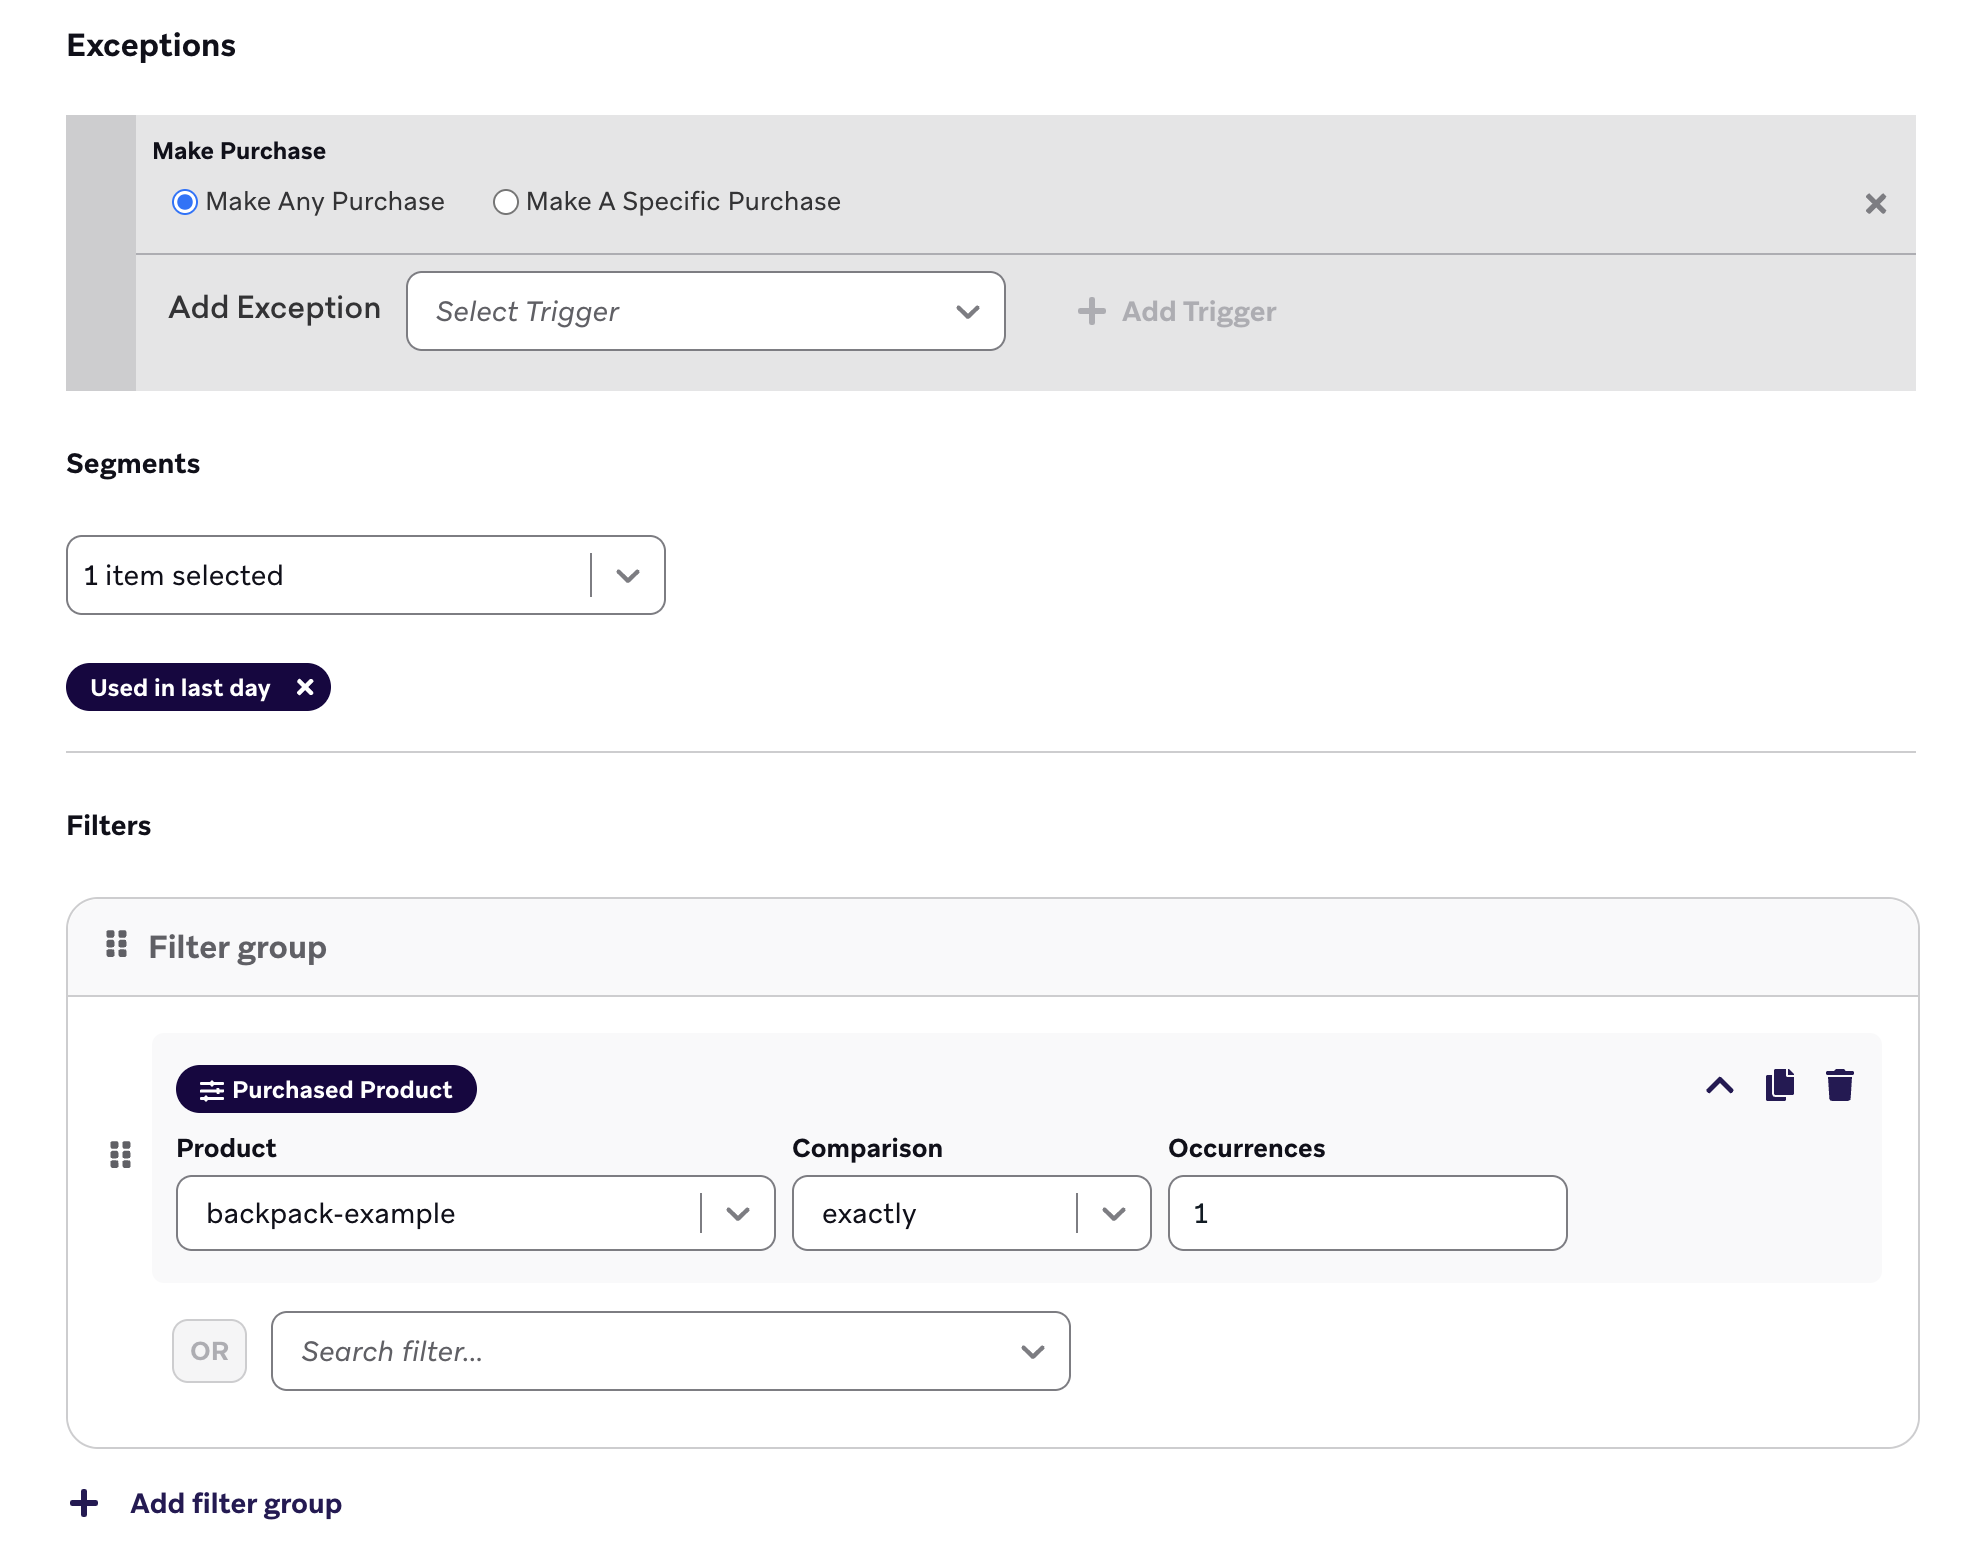 Exceptions
Make Purchase
Make Any Purchase Make A Specific Purchase
Add Exception Select Trigger Add Trigger
Segments
1 item selected
Used in last day
Filters
Filter group
Purchased Product
Product Comparison Occurrences
backpack-example exactly 1
OR Search filter...
Add filter group